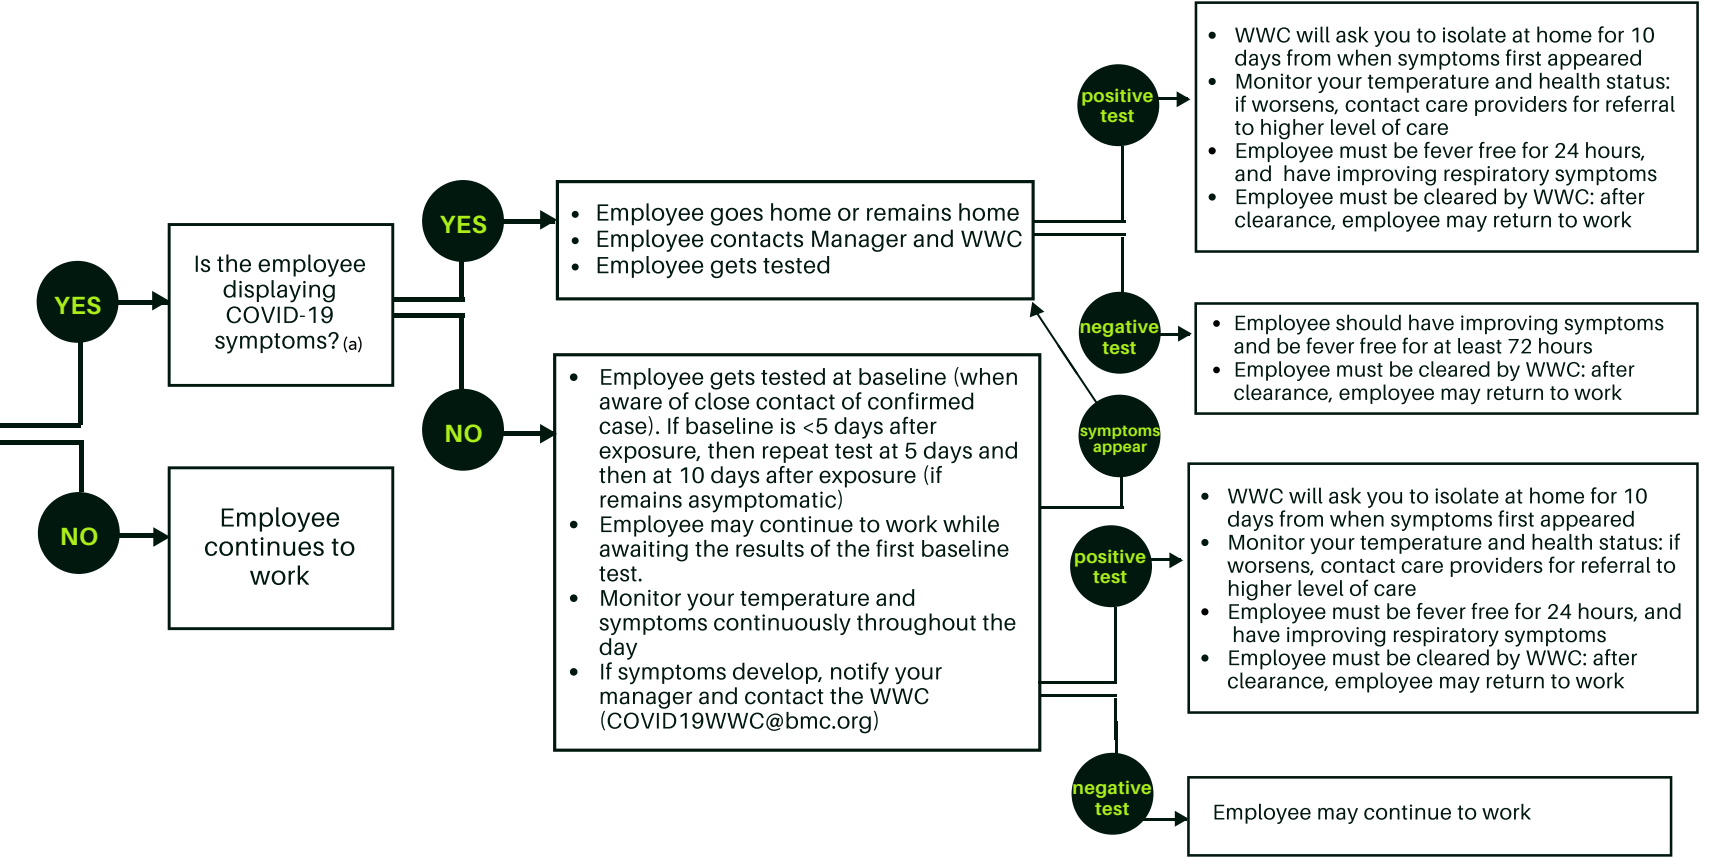 YES
Is the employee
displaying
COVID-19
symptoms? (a)
NO
Employee
continues to
work
YES
• Employee goes home or remains home
• Employee contacts Manager and WWC
• Employee gets tested
NO
• Employee gets tested at baseline (when
aware of close contact of confirmed
case). If baseline is <5 days after
exposure, then repeat test at 5 days and
then at 10 days after exposure (if
remains asymptomatic)
• Employee may continue to work while
awaiting the results of the first baseline
test.
• Monitor your temperature and
symptoms continuously throughout the
day
• If symptoms develop, notify your
manager and contact the WWC
(COVID19WWC@bmc.org)
positive
test
• WWC will ask you to isolate at home for 10
days from when symptoms first appeared
• Monitor your temperature and health status:
if worsens, contact care providers for referral
to higher level of care
• Employee must be fever free for 24 hours,
and have improving respiratory symptoms
• Employee must be cleared by WWC: after
clearance, employee may return to work
negative
test
• Employee should have improving symptoms
and be fever free for at least 72 hours
• Employee must be cleared by WWC: after
clearance, employee may return to work
symptoms
appear
positive
test
• WWC will ask you to isolate at home for 10
days from when symptoms first appeared
• Monitor your temperature and health status: if
worsens, contact care providers for referral to
higher level of care
• Employee must be fever free for 24 hours, and
have improving respiratory symptoms
• Employee must be cleared by WWC: after
clearance, employee may return to work
negative
test
Employee may continue to work